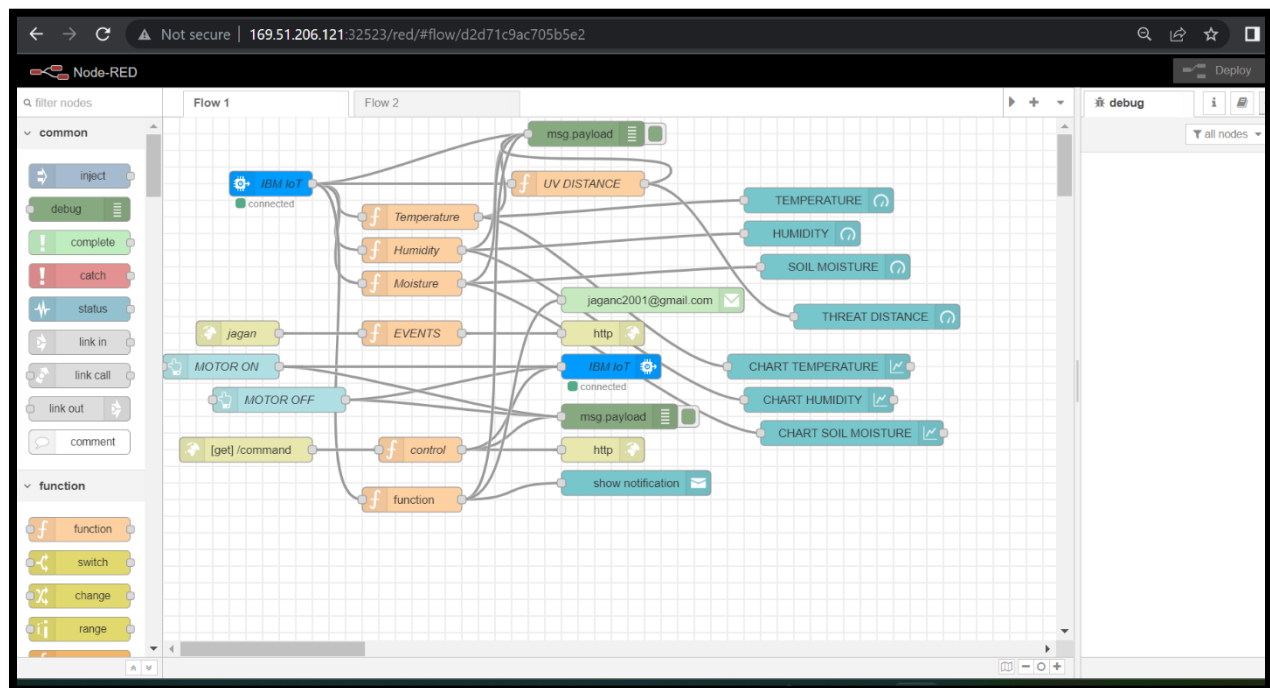 Not secure | 169.51.206.121:32523/red/#flow/d2d71c9ac705b5e2
Node-RED
Deploy
filter nodes
Flow 1
Flow 2
debug
i
all nodes
common
inject
debug
complete
catch
status
link in
link call
link out
comment
function
function
switch
change
range
msg.payload
IBM IoT
connected
UV DISTANCE
Temperature
TEMPERATURE
Humidity
HUMIDITY
Moisture
SOIL MOISTURE
jaganc2001@gmail.com
THREAT DISTANCE
jagan
EVENTS
http
MOTOR ON
IBM IoT
connected
CHART TEMPERATURE
MOTOR OFF
CHART HUMIDITY
msg.payload
CHART SOIL MOISTURE
[get] /command
control
http
show notification
function